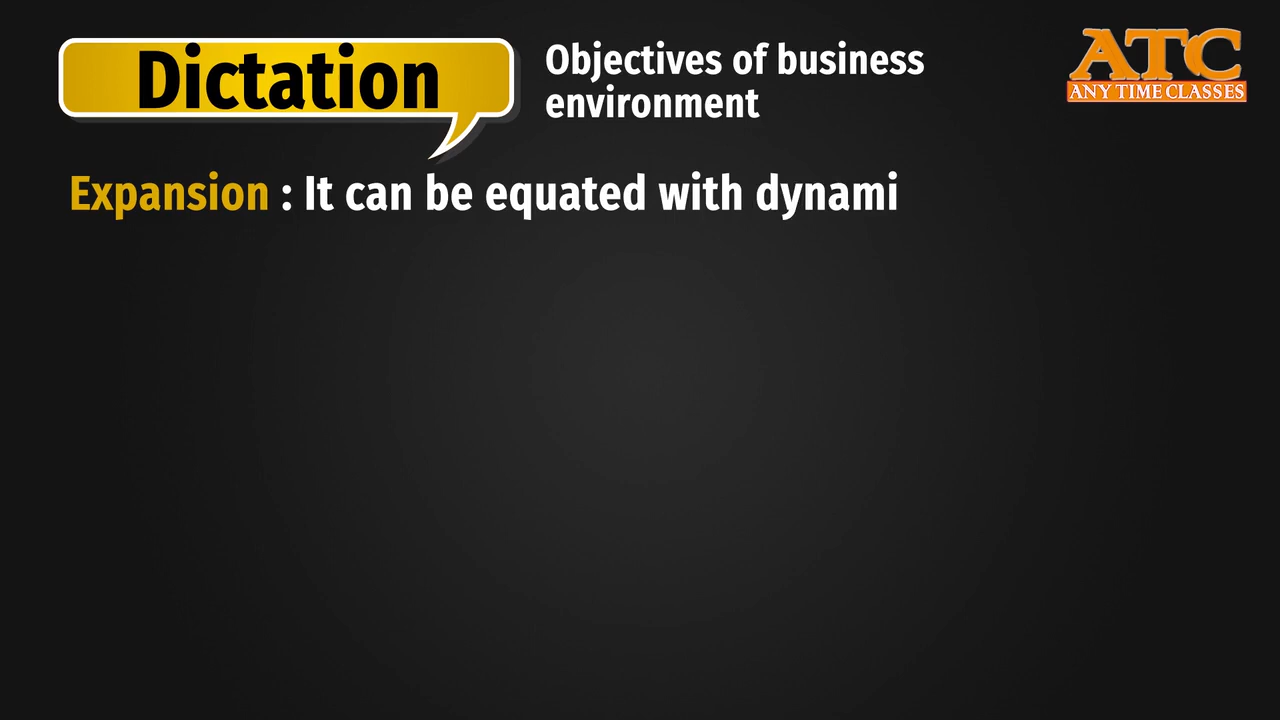 Dictation
Objectives of business
environment
ATC
ANY TIME CLASSES
Expansion : It can be equated with dynami